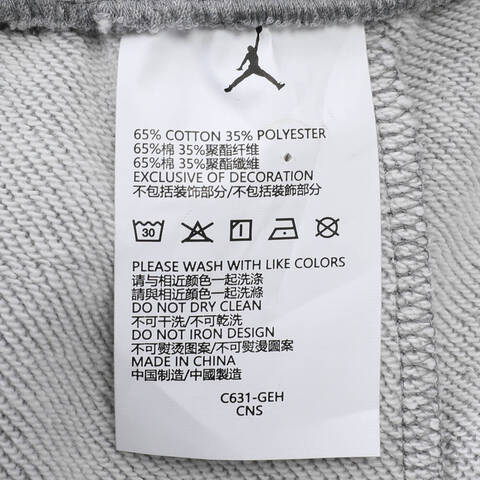 65% COTTON 35% POLYESTER
65%棉 35%聚酯纤维
65%棉 35%聚酯纖維
EXCLUSIVE OF DECORATION
不包括装饰部分/不包括裝飾部分
30
PLEASE WASH WITH LIKE COLORS
请与相近颜色一起洗涤
請與相近顏色一起洗滌
DO NOT DRY CLEAN
不可干洗/不可乾洗
DO NOT IRON DESIGN
不可熨烫图案/不可熨燙圖案
MADE IN CHINA
中国制造/中國製造
C631-GEH
CNS